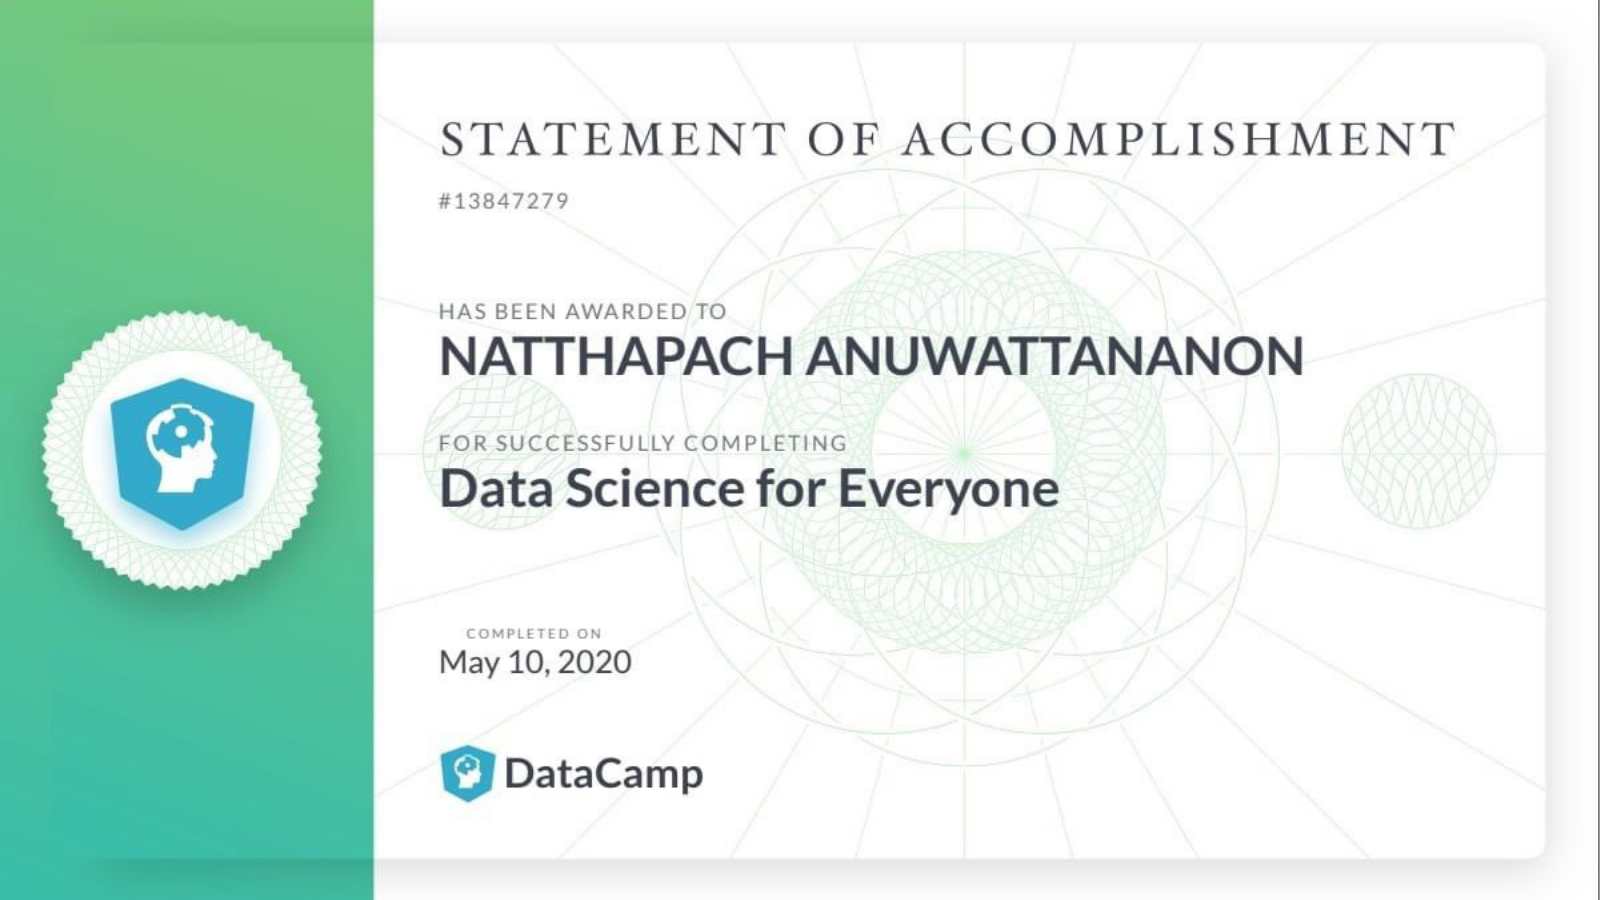 STATEMENT OF ACCOMPLISHMENT
#13847279
HAS BEEN AWARDED TO
NATTHAPACH ANUWATTANANON
FOR SUCCESSFULLY COMPLETING
Data Science for Everyone
COMPLETED ON
May 10, 2020
DataCamp